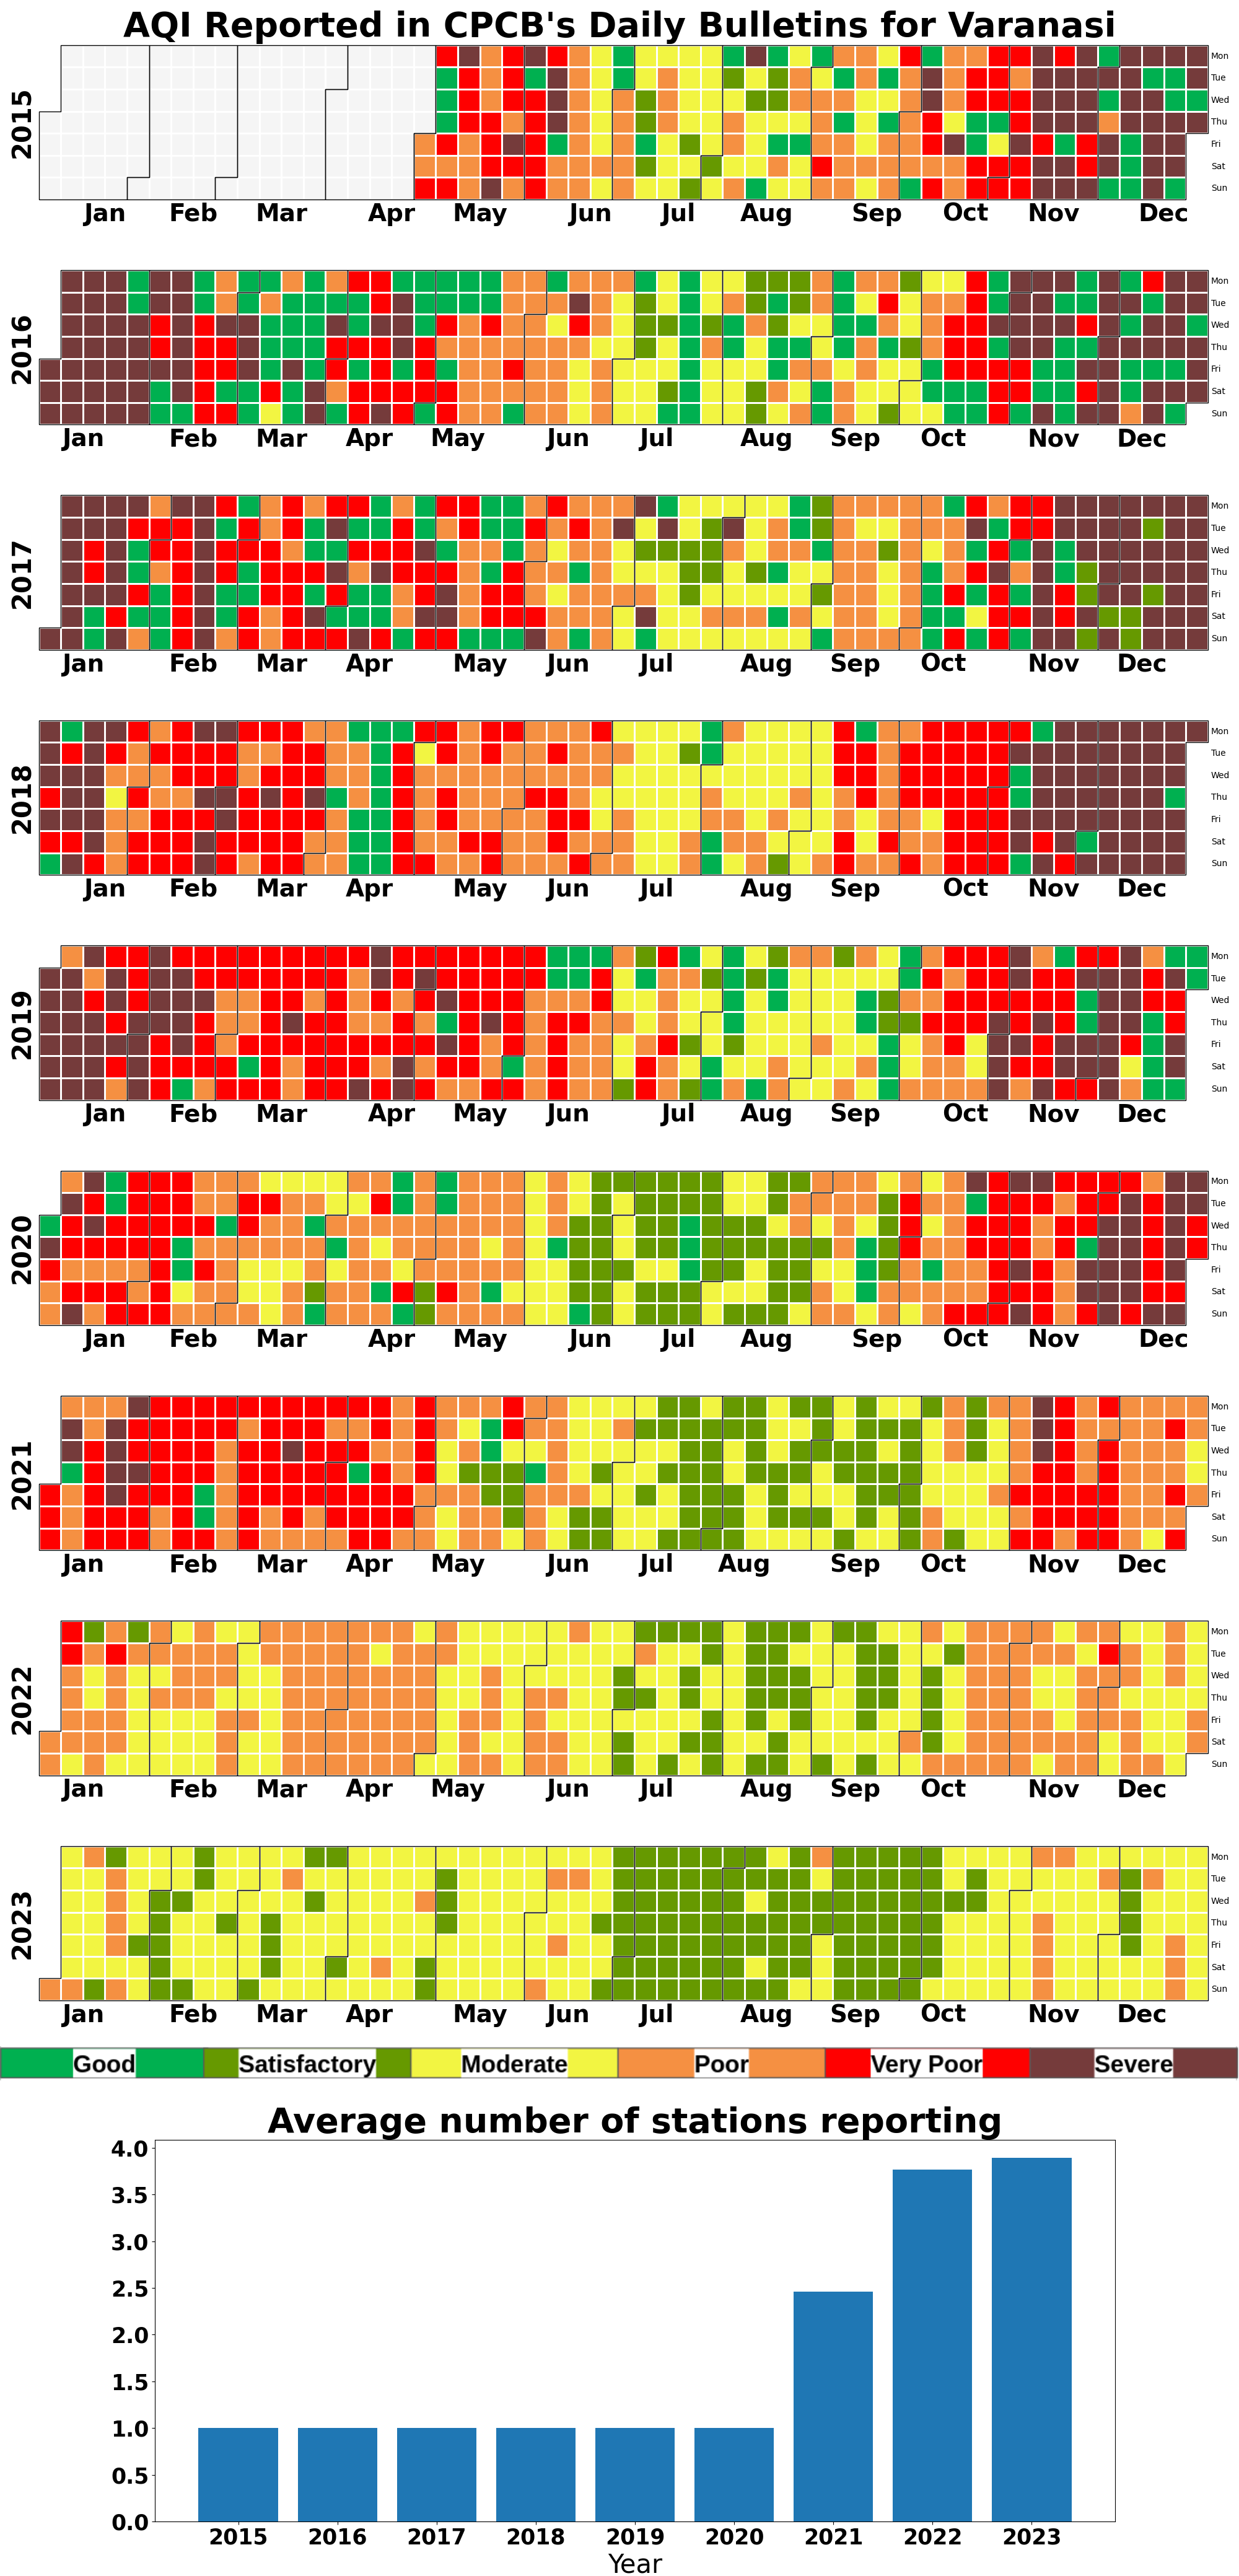 AQI Reported in CPCB's Daily Bulletins for Varanasi
2015
Mon
Tue
Wed
Thu
Fri
Sat
Sun
Jan Feb Mar Apr May Jun Jul Aug Sep Oct Nov Dec
2016
Mon
Tue
Wed
Thu
Fri
Sat
Sun
Jan Feb Mar Apr May Jun Jul Aug Sep Oct Nov Dec
2017
Mon
Tue
Wed
Thu
Fri
Sat
Sun
Jan Feb Mar Apr May Jun Jul Aug Sep Oct Nov Dec
2018
Mon
Tue
Wed
Thu
Fri
Sat
Sun
Jan Feb Mar Apr May Jun Jul Aug Sep Oct Nov Dec
2019
Mon
Tue
Wed
Thu
Fri
Sat
Sun
Jan Feb Mar Apr May Jun Jul Aug Sep Oct Nov Dec
2020
Mon
Tue
Wed
Thu
Fri
Sat
Sun
Jan Feb Mar Apr May Jun Jul Aug Sep Oct Nov Dec
2021
Mon
Tue
Wed
Thu
Fri
Sat
Sun
Jan Feb Mar Apr May Jun Jul Aug Sep Oct Nov Dec
2022
Mon
Tue
Wed
Thu
Fri
Sat
Sun
Jan Feb Mar Apr May Jun Jul Aug Sep Oct Nov Dec
2023
Mon
Tue
Wed
Thu
Fri
Sat
Sun
Jan Feb Mar Apr May Jun Jul Aug Sep Oct Nov Dec
Good Satisfactory Moderate Poor Very Poor Severe
Average number of stations reporting
4.0
3.5
3.0
2.5
2.0
1.5
1.0
0.5
0.0
2015 2016 2017 2018 2019 2020 2021 2022 2023
Year